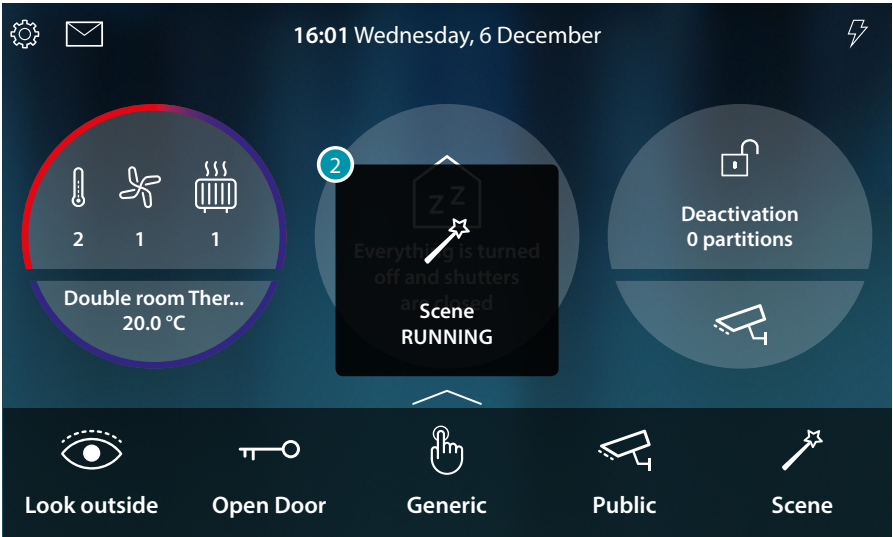 16:01 Wednesday, 6 December
2
1
1
Double room Ther...
20.0 °C
2
Z Z
Everything is turned
off and shutters
are closed
Scene
RUNNING
Deactivation
0 partitions
Look outside
Open Door
Generic
Public
Scene